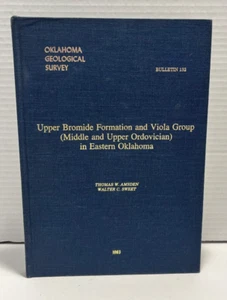 OKLAHOMA
GEOLOGICAL
SURVEY
BULLETIN 132
Upper Bromide Formation and Viola Group
(Middle and Upper Ordovician)
in Eastern Oklahoma
THOMAS W. AMSDEN
WALTER C. SWEET
1983